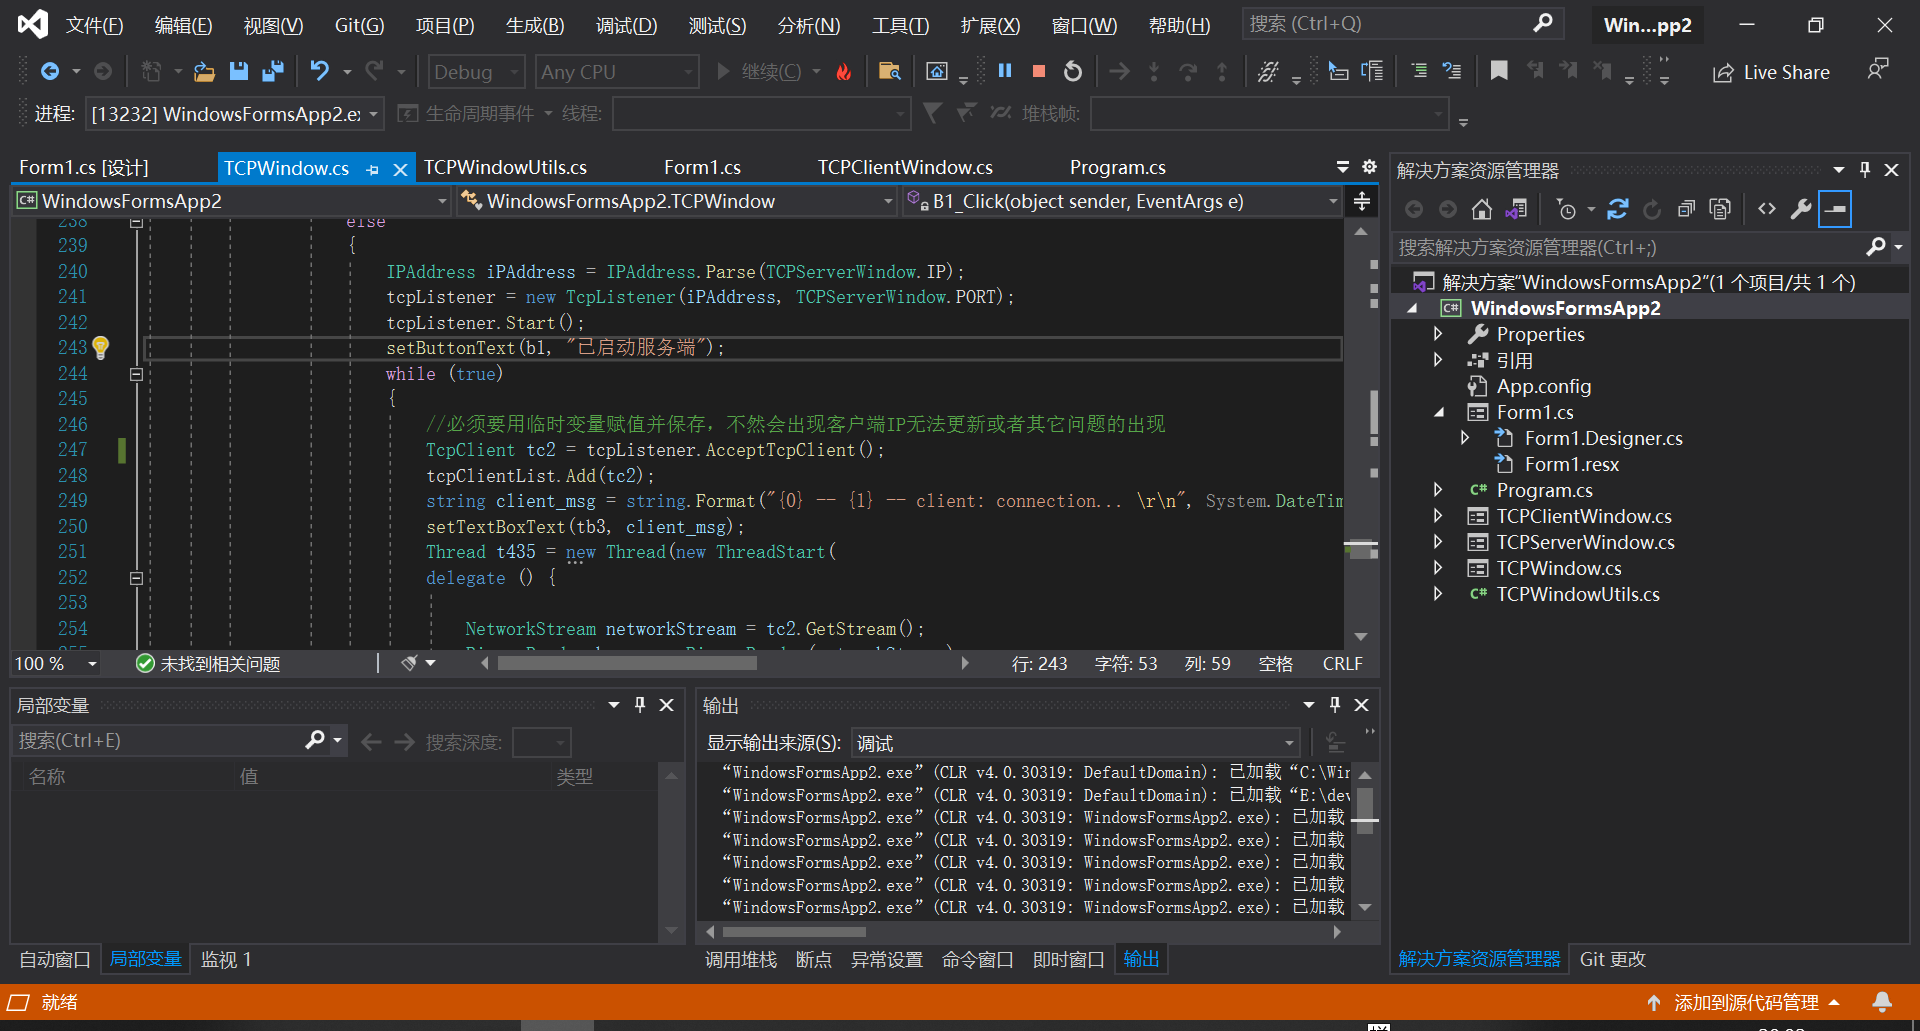 文件(F) 编辑(E) 视图(V) Git(G) 项目(P) 生成(B) 调试(D) 测试(S) 分析(N) 工具(T) 扩展(X) 窗口(W) 帮助(H) 搜索 (Ctrl+Q) Win...pp2
Debug Any CPU 继续(C) Live Share
进程: [13232] WindowsFormsApp2.ex 生命周期事件 线程: 堆栈帧:
Form1.cs [设计] TCPWindow.cs TCPWindowUtils.cs Form1.cs TCPClientWindow.cs Program.cs
C# WindowsFormsApp2 WindowsFormsApp2.TCPWindow B1_Click(object sender, EventArgs e)
238 else
239 {
240 IPAddress iPAddress = IPAddress.Parse(TCPServerWindow.IP);
241 tcpListener = new TcpListener(iPAddress, TCPServerWindow.PORT);
242 tcpListener.Start();
243 setButtonText(b1, "已启动服务端");
244 while (true)
245 {
246 //必须要用临时变量赋值并保存，不然会出现客户端IP无法更新或者其它问题的出现
247 TcpClient tc2 = tcpListener.AcceptTcpClient();
248 tcpClientList.Add(tc2);
249 string client_msg = string.Format("{0} -- {1} -- client: connection... \r\n", System.DateTim
250 setTextBoxText(tb3, client_msg);
251 Thread t435 = new Thread(new ThreadStart(
252 delegate () {
253
254 NetworkStream networkStream = tc2.GetStream();
100 % 未找到相关问题 行: 243 字符: 53 列: 59 空格 CRLF
局部变量
搜索(Ctrl+E) 搜索深度:
名称 值 类型
自动窗口 局部变量 监视 1
输出
显示输出来源(S): 调试
“WindowsFormsApp2.exe” (CLR v4.0.30319: DefaultDomain): 已加载 “C:\Win
“WindowsFormsApp2.exe” (CLR v4.0.30319: DefaultDomain): 已加载 “E:\dev
“WindowsFormsApp2.exe” (CLR v4.0.30319: WindowsFormsApp2.exe): 已加载
“WindowsFormsApp2.exe” (CLR v4.0.30319: WindowsFormsApp2.exe): 已加载
“WindowsFormsApp2.exe” (CLR v4.0.30319: WindowsFormsApp2.exe): 已加载
“WindowsFormsApp2.exe” (CLR v4.0.30319: WindowsFormsApp2.exe): 已加载
“WindowsFormsApp2.exe” (CLR v4.0.30319: WindowsFormsApp2.exe): 已加载
调用堆栈 断点 异常设置 命令窗口 即时窗口 输出
解决方案资源管理器
搜索解决方案资源管理器(Ctrl+;)
解决方案“WindowsFormsApp2”(1 个项目/共 1 个)
C# WindowsFormsApp2
Properties
引用
App.config
Form1.cs
Form1.Designer.cs
Form1.resx
C# Program.cs
TCPClientWindow.cs
TCPServerWindow.cs
TCPWindow.cs
C# TCPWindowUtils.cs
解决方案资源管理器 Git 更改
就绪 添加到源代码管理